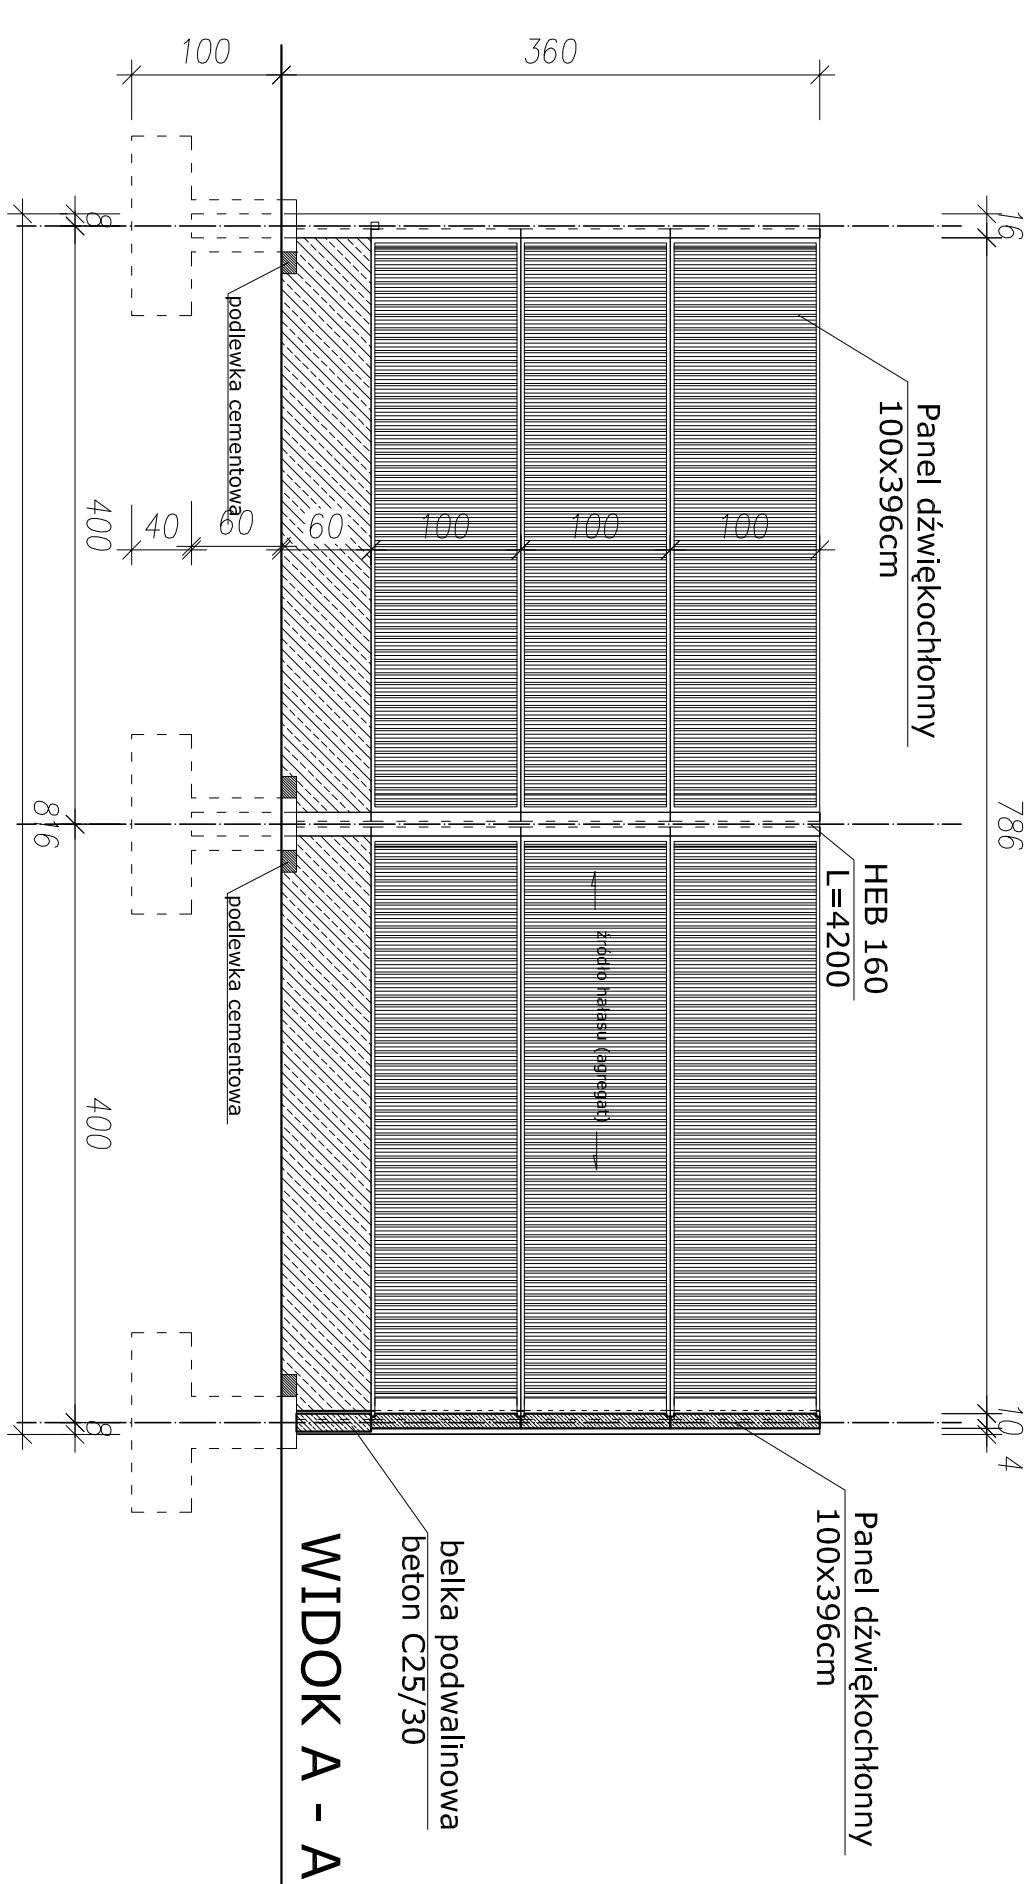 16
786
10
4
Panel dźwiękochłonny
100x396cm
HEB 160
L=4200
Panel dźwiękochłonny
100x396cm
360
100
100
100
100
60
60
40
źródło hałasu (agregat)
belka podwalinowa
beton C25/30
podlewka cementowa
podlewka cementowa
8
400
400
8
816
WIDOK A - A